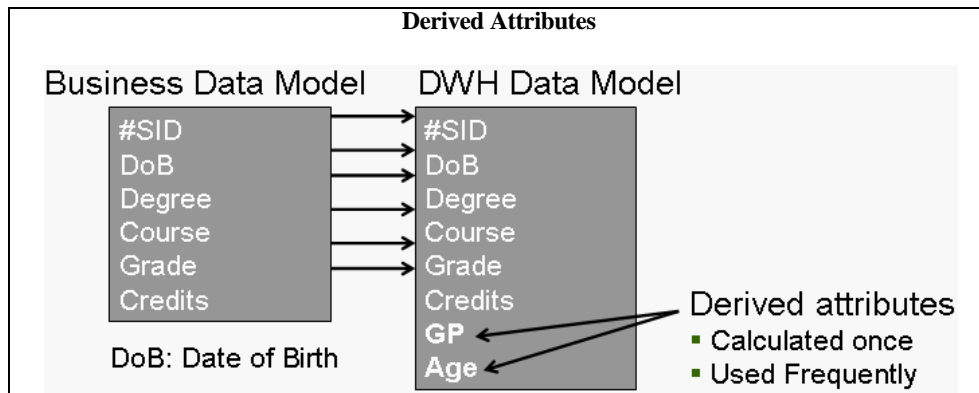 Derived Attributes
Business Data Model
#SID
DoB
Degree
Course
Grade
Credits
DoB: Date of Birth
DWH Data Model
#SID
DoB
Degree
Course
Grade
Credits
GP
Age
Derived attributes
▪ Calculated once
▪ Used Frequently